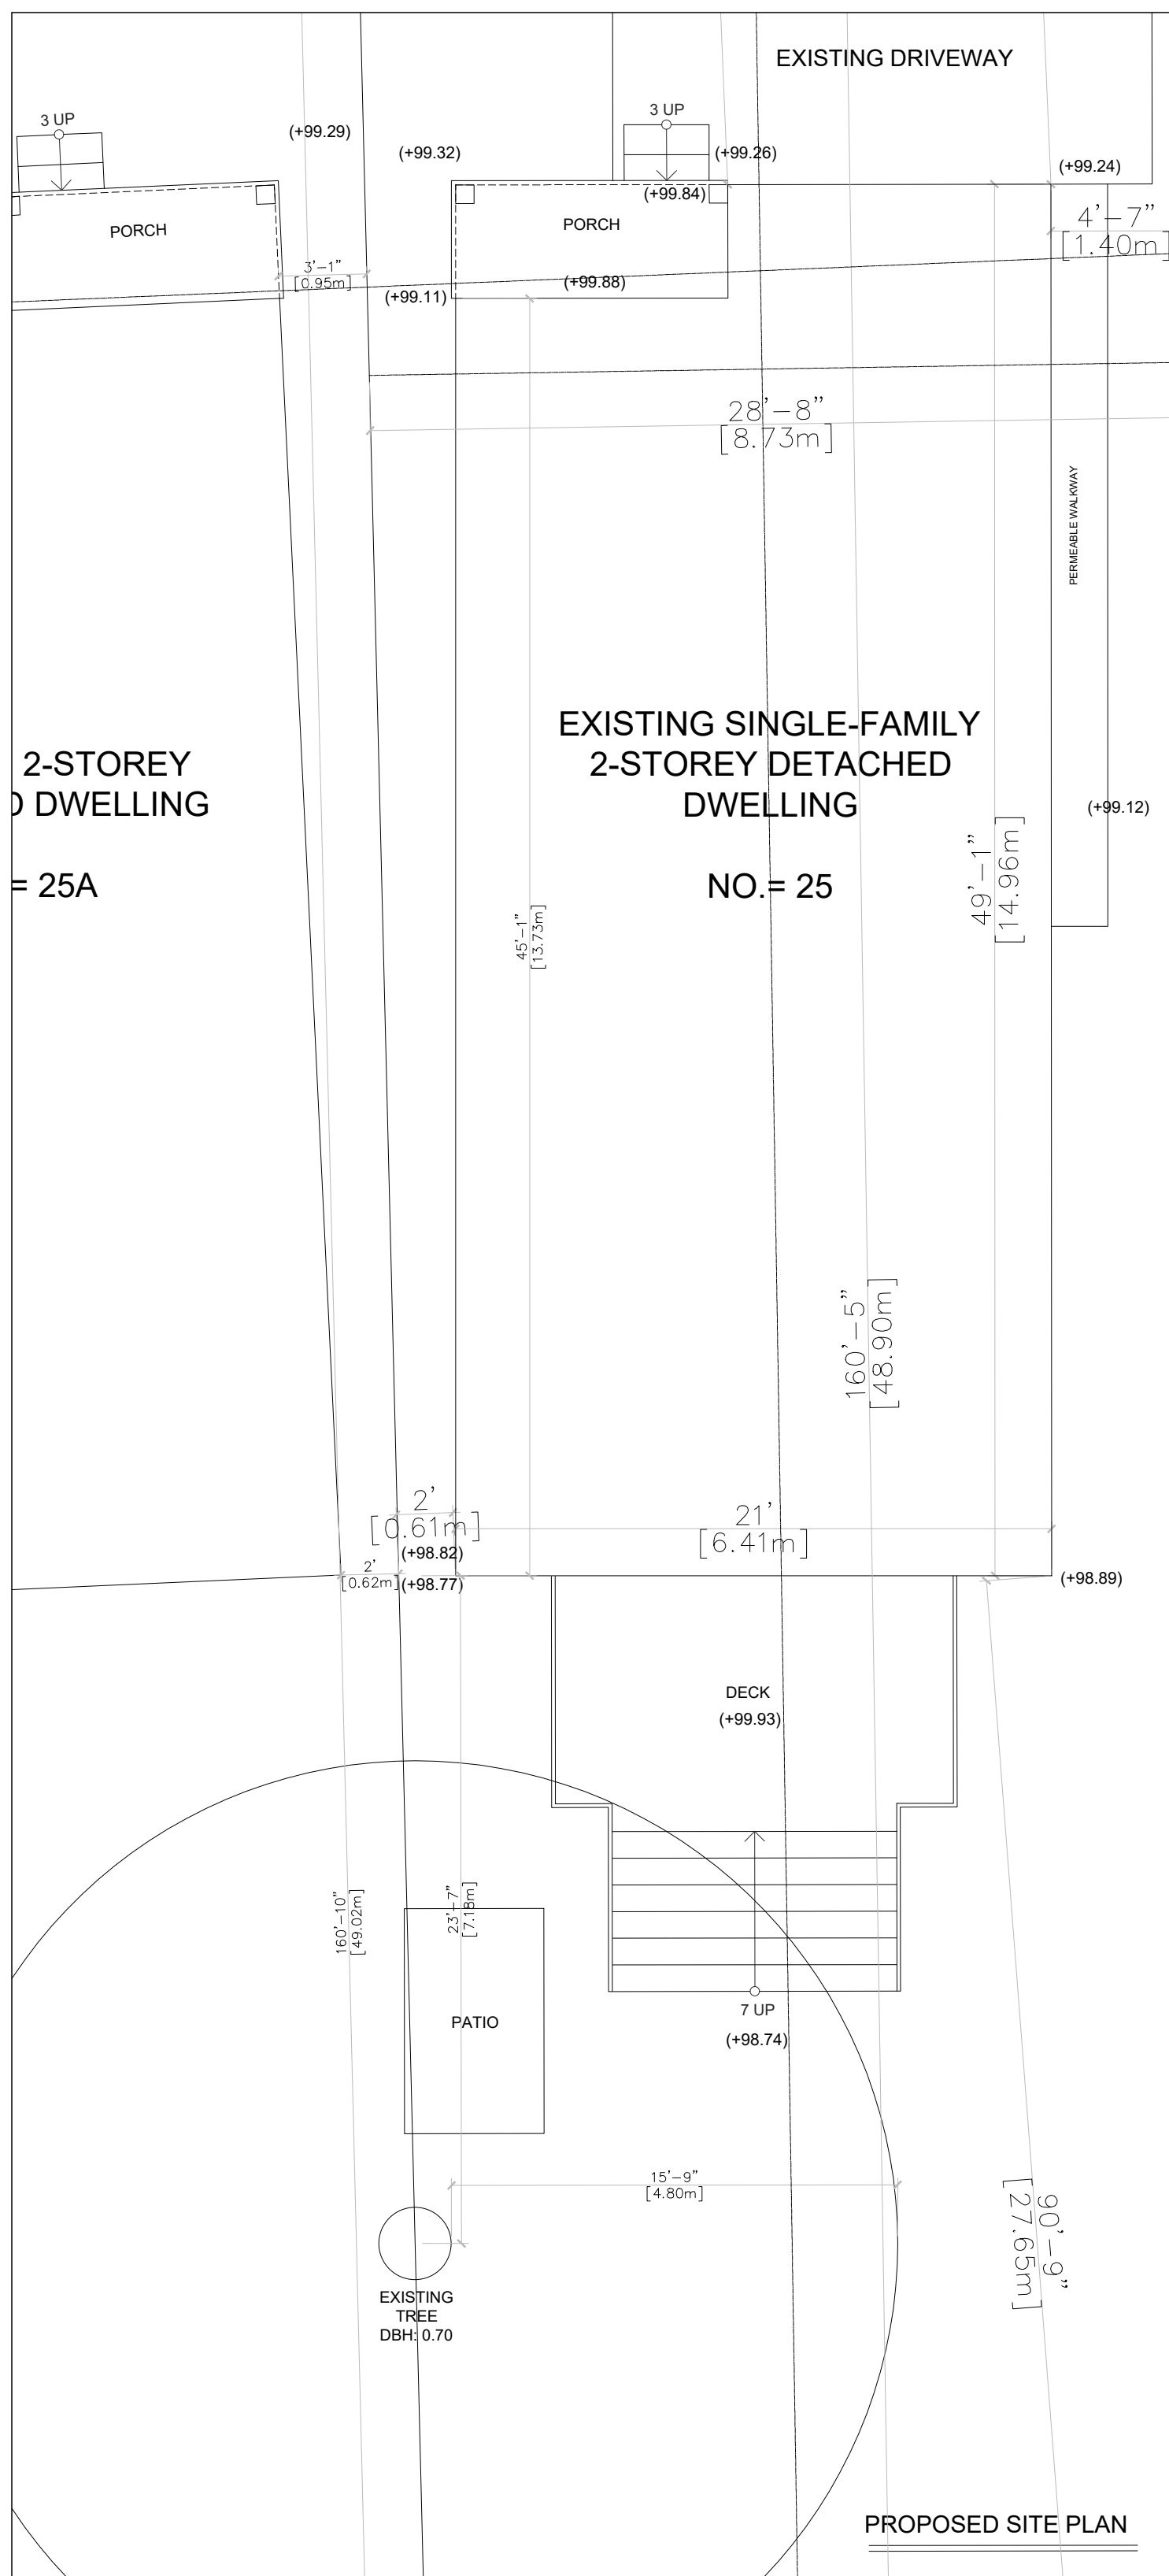 EXISTING DRIVEWAY
3 UP
3 UP
(+99.29)
(+99.32)
(+99.26)
(+99.24)
(+99.84)
4'-7"
[1.40m]
PORCH
PORCH
3'-1"
[0.95m]
(+99.11)
(+99.88)
28'-8"
[8.73m]
PERMEABLE WALKWAY
EXISTING SINGLE-FAMILY
2-STOREY DETACHED
DWELLING
NO.= 25
2-STOREY
D DWELLING
= 25A
(+99.12)
49'-1"
[14.96m]
45'-1"
[13.73m]
160'-5"
[48.90m]
2'
[0.61m]
21'
[6.41m]
(+98.82)
2'
[0.62m]
(+98.77)
(+98.89)
DECK
(+99.93)
160'-10"
[49.02m]
23'-7"
[7.18m]
7 UP
(+98.74)
PATIO
15'-9"
[4.80m]
90'-9"
[27.65m]
EXISTING
TREE
DBH: 0.70
PROPOSED SITE PLAN